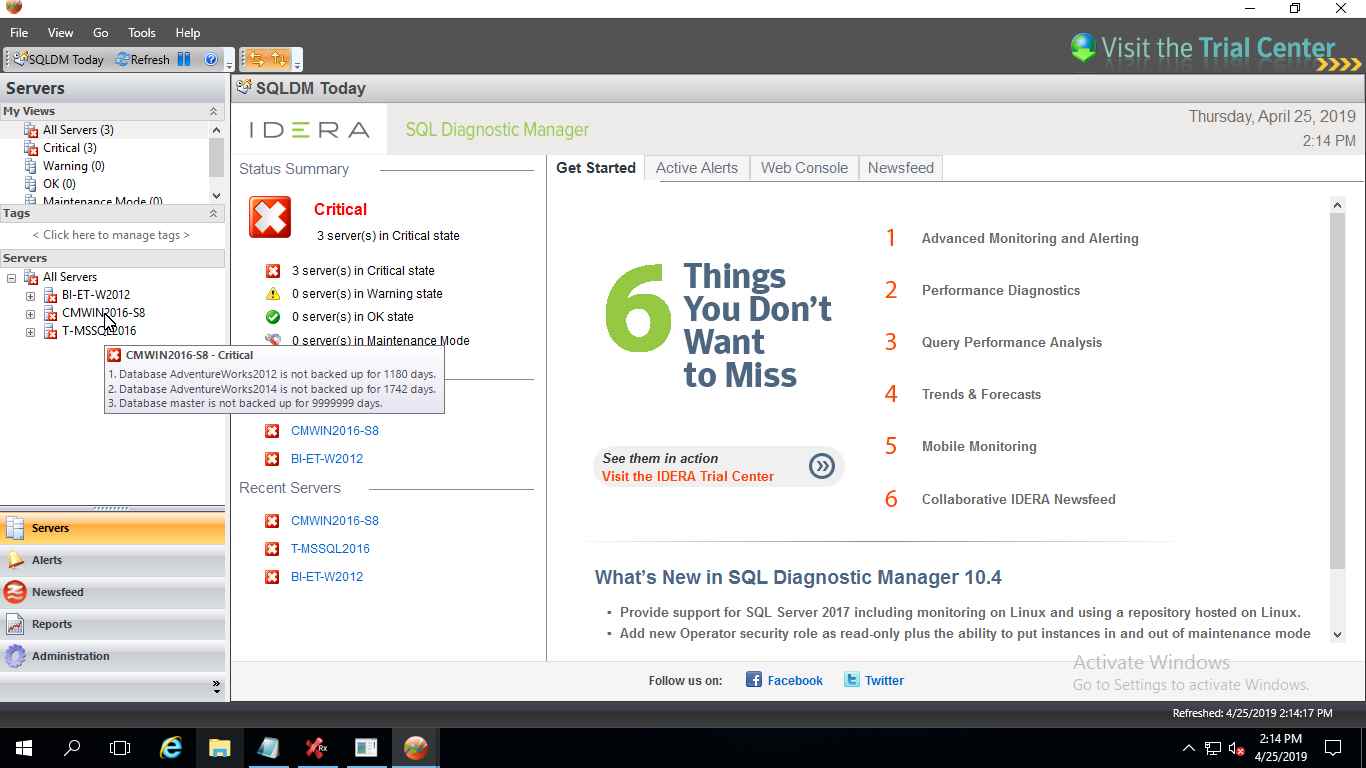 File View Go Tools Help
Visit the Trial Center
SQLDM Today Refresh
Servers
My Views
All Servers (3)
Critical (3)
Warning (0)
OK (0)
Maintenance Mode (0)
Tags
< Click here to manage tags >
Servers
All Servers
BI-ET-W2012
CMWIN2016-S8
T-MSSQL2016
CMWIN2016-S8 - Critical
1. Database AdventureWorks2012 is not backed up for 1180 days.
2. Database AdventureWorks2014 is not backed up for 1742 days.
3. Database master is not backed up for 9999999 days.
Servers
Alerts
Newsfeed
Reports
Administration
SQLDM Today
IDERA SQL Diagnostic Manager
Thursday, April 25, 2019
2:14 PM
Status Summary
Critical
3 server(s) in Critical state
3 server(s) in Critical state
0 server(s) in Warning state
0 server(s) in OK state
0 server(s) in Maintenance Mode
CMWIN2016-S8
BI-ET-W2012
Recent Servers
CMWIN2016-S8
T-MSSQL2016
BI-ET-W2012
Get Started Active Alerts Web Console Newsfeed
6 Things
You Don't
Want
to Miss
See them in action
Visit the IDERA Trial Center
1 Advanced Monitoring and Alerting
2 Performance Diagnostics
3 Query Performance Analysis
4 Trends & Forecasts
5 Mobile Monitoring
6 Collaborative IDERA Newsfeed
What's New in SQL Diagnostic Manager 10.4
▪ Provide support for SQL Server 2017 including monitoring on Linux and using a repository hosted on Linux.
▪ Add new Operator security role as read-only plus the ability to put instances in and out of maintenance mode
Follow us on: Facebook Twitter
Activate Windows
Go to Settings to activate Windows.
Refreshed: 4/25/2019 2:14:17 PM
Rx
2:14 PM
4/25/2019